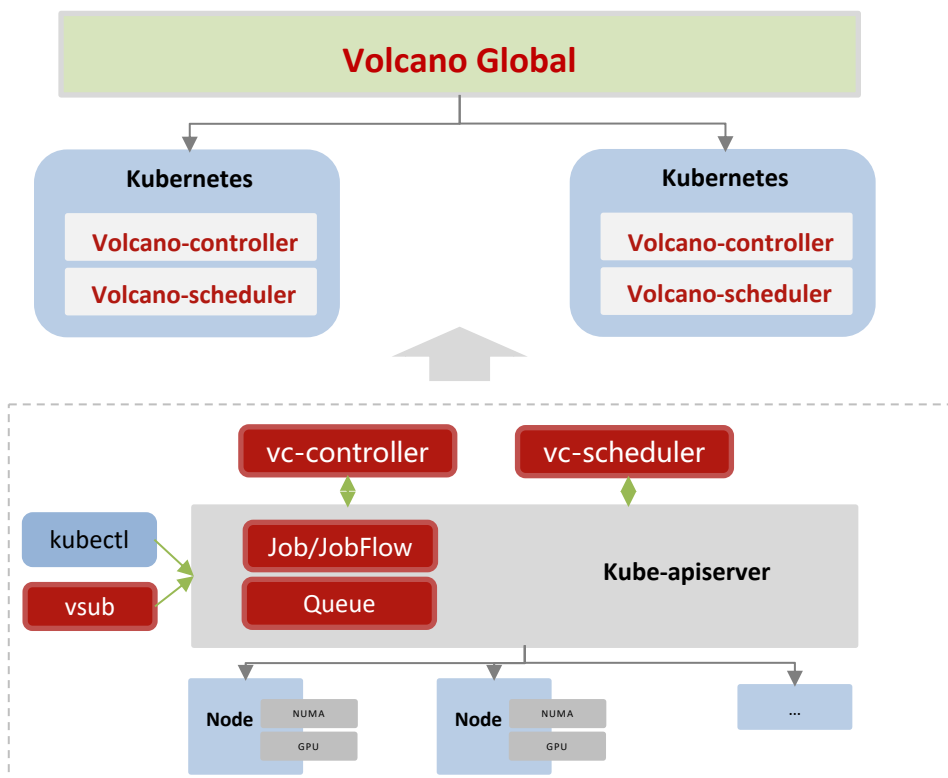 Volcano Global
Kubernetes
Volcano-controller
Volcano-scheduler
Kubernetes
Volcano-controller
Volcano-scheduler
vc-controller
vc-scheduler
kubectl
vsub
Job/JobFlow
Queue
Kube-apiserver
Node
NUMA
GPU
Node
NUMA
GPU
...